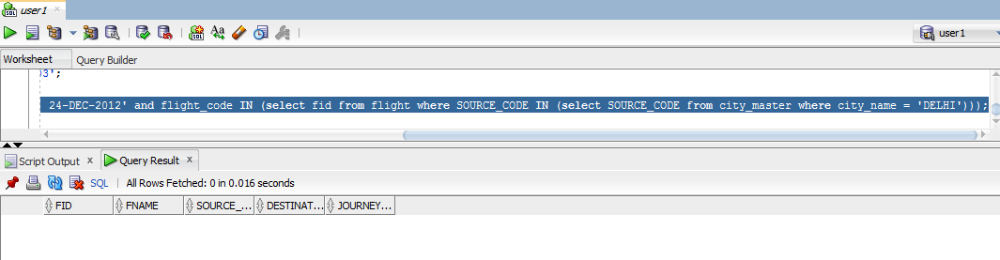 user1 ×
user1
Worksheet Query Builder
03';
24-DEC-2012' and flight_code IN (select fid from flight where SOURCE_CODE IN (select SOURCE_CODE from city_master where city_name = 'DELHI')));
Script Output x Query Result x
SQL | All Rows Fetched: 0 in 0.016 seconds
FID FNAME SOURCE_... DESTINAT... JOURNEY...